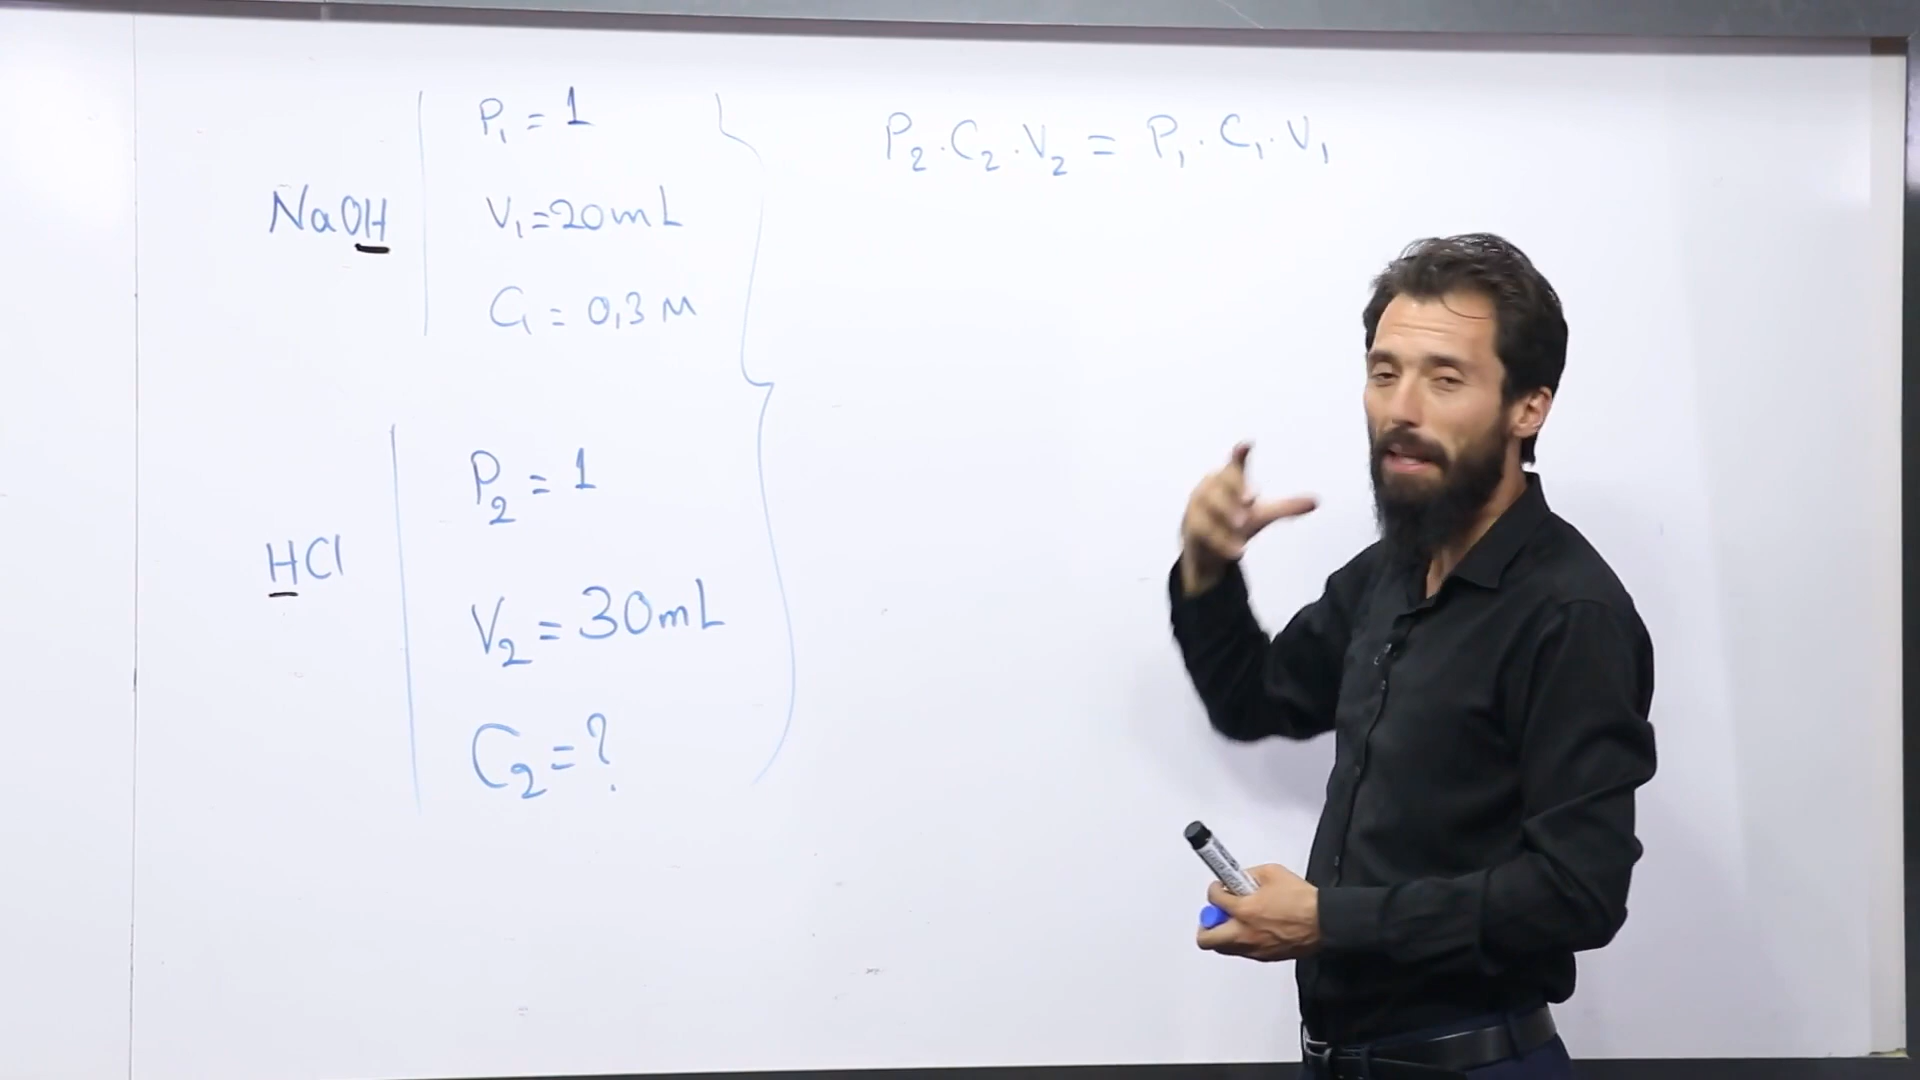 NaOH
P₁ = 1
V₁ = 20 mL
C₁ = 0,3 M
HCl
P₂ = 1
V₂ = 30 mL
C₂ = ?
P₂ . C₂ . V₂ = P₁ . C₁ . V₁